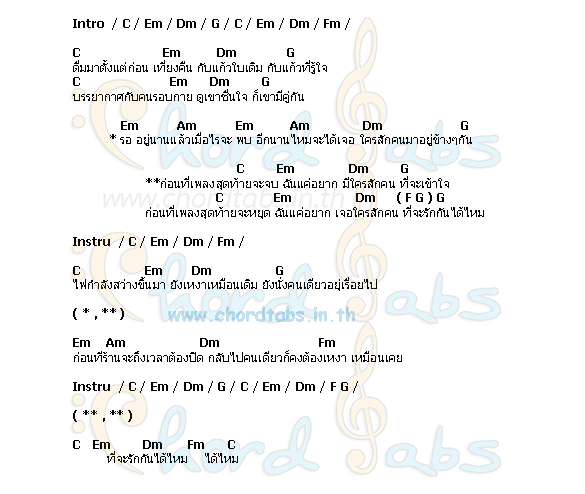 Intro / C / Em / Dm / G / C / Em / Dm / Fm /
C Em Dm G
ดื่มมาตั้งแต่ก่อน เที่ยงคืน กับแก้วใบเดิม กับแก้วที่รู้ใจ
C Em Dm G
บรรยากาศกับคนรอบกาย ดูเขาชื่นใจ ก็เขามีคู่กัน
Em Am Em Am Dm G
* รอ อยู่นานแล้วเมื่อไรจะ พบ อีกนานไหมจะได้เจอ ใครสักคนมาอยู่ข้างๆกัน
C Em Dm G
**ก่อนที่เพลงสุดท้ายจะจบ ฉันแค่อยาก มีใครสักคน ที่จะเข้าใจ
www.chordtabs.in.th
C Em Dm ( F G ) G
ก่อนที่เพลงสุดท้ายจะหยุด ฉันแค่อยาก เจอใครสักคน ที่จะรักกันได้ไหม
Instru / C / Em / Dm / Fm /
C Em Dm G
ไฟกำลังสว่างขึ้นมา ยังเหงาเหมือนเดิม ยังนั่งคนเดียวอยู่เรื่อยไป
( * , ** )
www.chordtabs.in.th
Em Am Dm Fm
ก่อนที่ร้านจะถึงเวลาต้องปิด กลับไปคนเดียวก็คงต้องเหงา เหมือนเคย
Instru / C / Em / Dm / G / C / Em / Dm / F G /
( ** , ** )
C Em Dm Fm C
ที่จะรักกันได้ไหม ได้ไหม